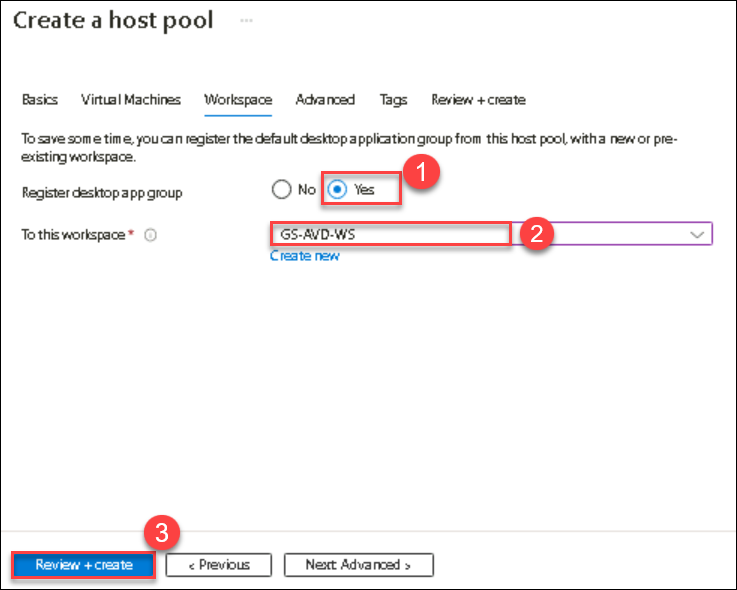 Create a host pool ...
Basics Virtual Machines Workspace Advanced Tags Review + create
To save some time, you can register the default desktop application group from this host pool, with a new or pre-
existing workspace.
1
Register desktop app group No Yes
To this workspace * GS-AVD-WS 2
Create new
3
Review + create < Previous Next: Advanced >